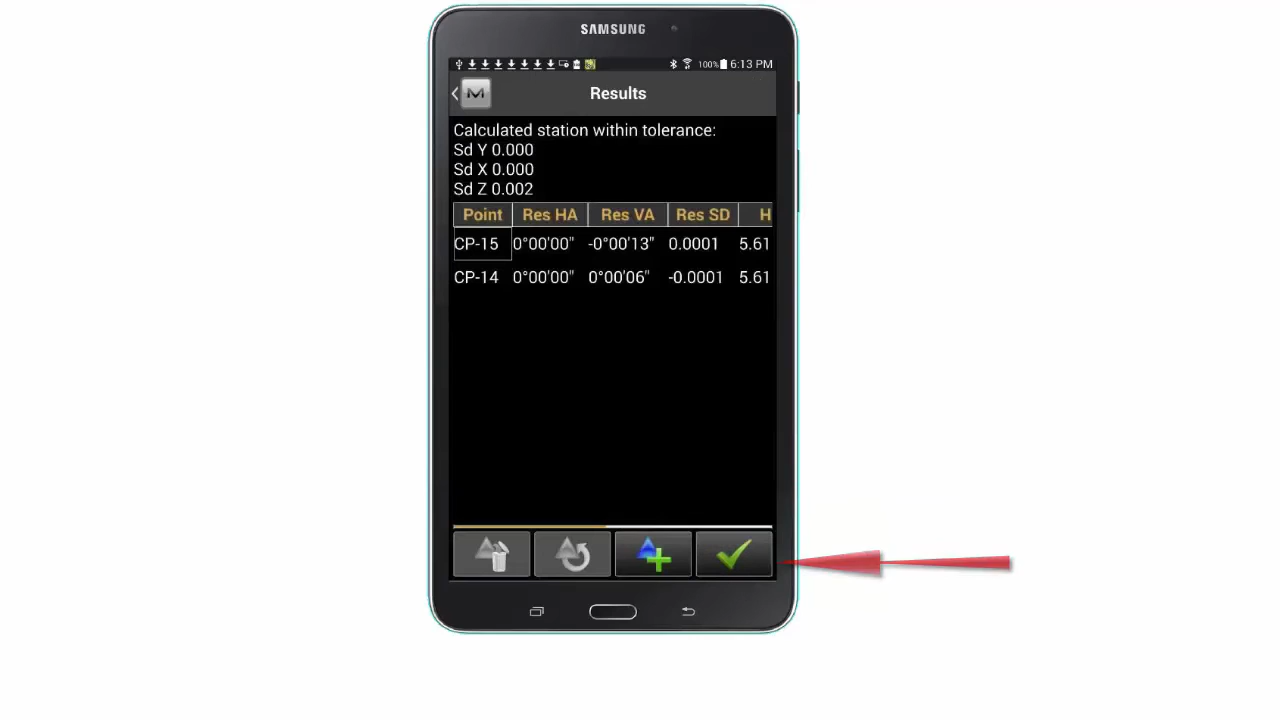 SAMSUNG
100% 6:13 PM
Results
Calculated station within tolerance:
Sd Y 0.000
Sd X 0.000
Sd Z 0.002
Point Res HA Res VA Res SD H
CP-15 0°00'00" -0°00'13" 0.0001 5.61
CP-14 0°00'00" 0°00'06" -0.0001 5.61